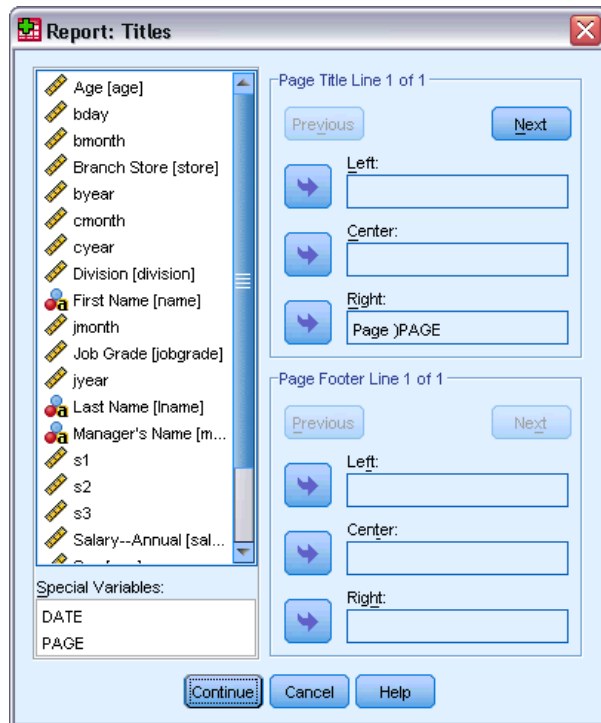 Report: Titles
Age [age]
bday
bmonth
Branch Store [store]
byear
cmonth
cyear
Division [division]
First Name [name]
jmonth
Job Grade [jobgrade]
jyear
Last Name [lname]
Manager's Name [m...
s1
s2
s3
Salary--Annual [sal...
Special Variables:
DATE
PAGE
Page Title Line 1 of 1
Previous Next
Left:
Center:
Right:
Page )PAGE
Page Footer Line 1 of 1
Previous Next
Left:
Center:
Right:
Continue Cancel Help